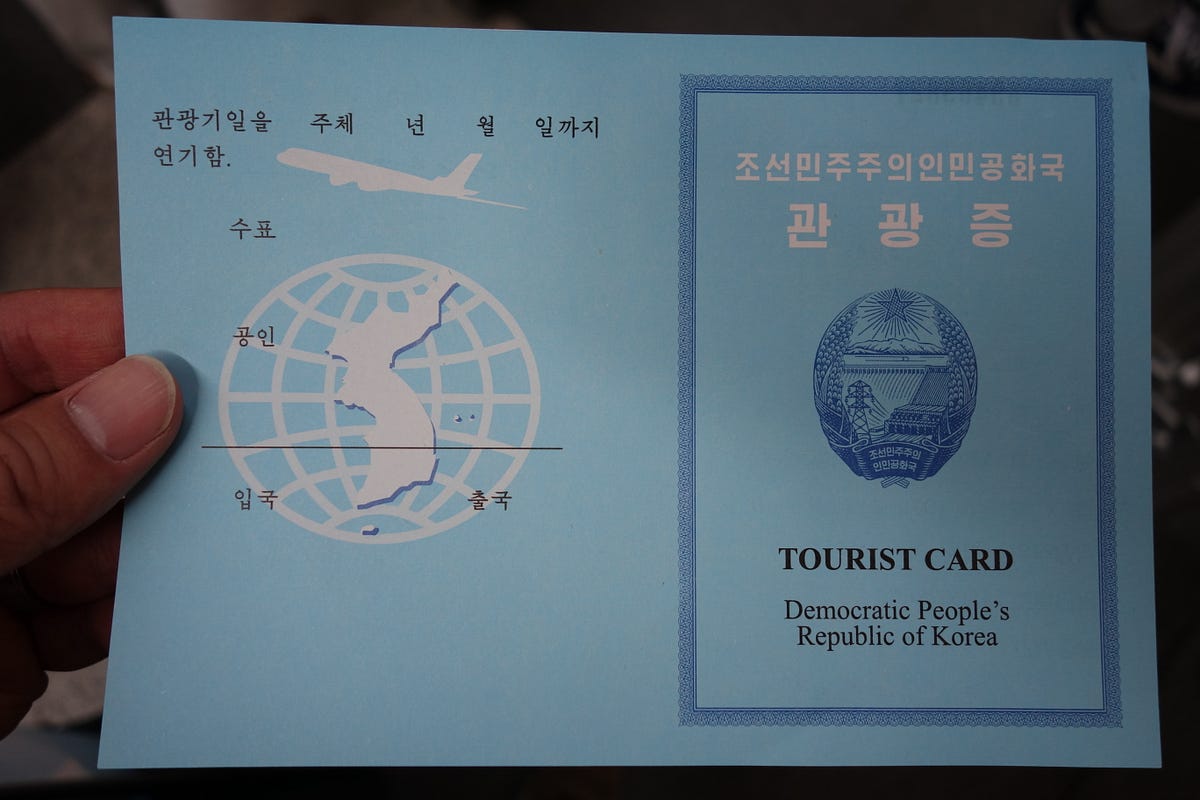 관광기일을 주체 년 월 일까지
연기함.
수표
공인
입국 출국
조선민주주의인민공화국
관 광 증
조선민주주의
인민공화국
TOURIST CARD
Democratic People's
Republic of Korea